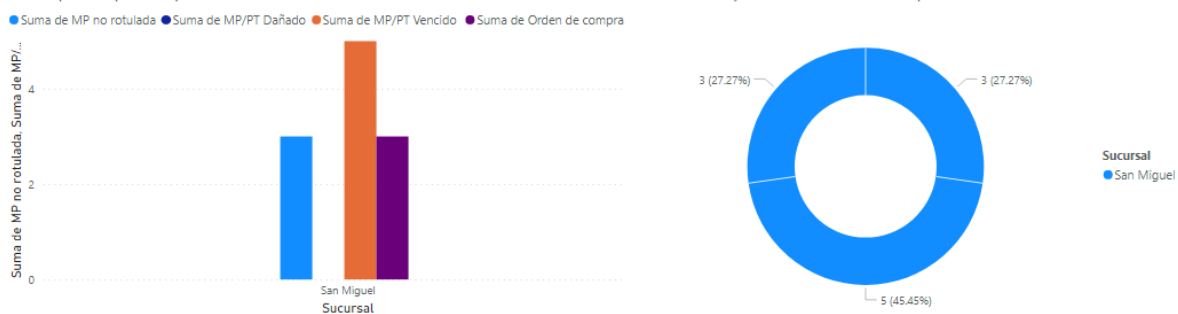 Suma de MP no rotulada Suma de MP/PT Dañado Suma de MP/PT Vencido Suma de Orden de compra
Suma de MP no rotulada, Suma de MP/...
4
2
0
San Miguel
Sucursal
3 (27.27%)
3 (27.27%)
5 (45.45%)
Sucursal
San Miguel